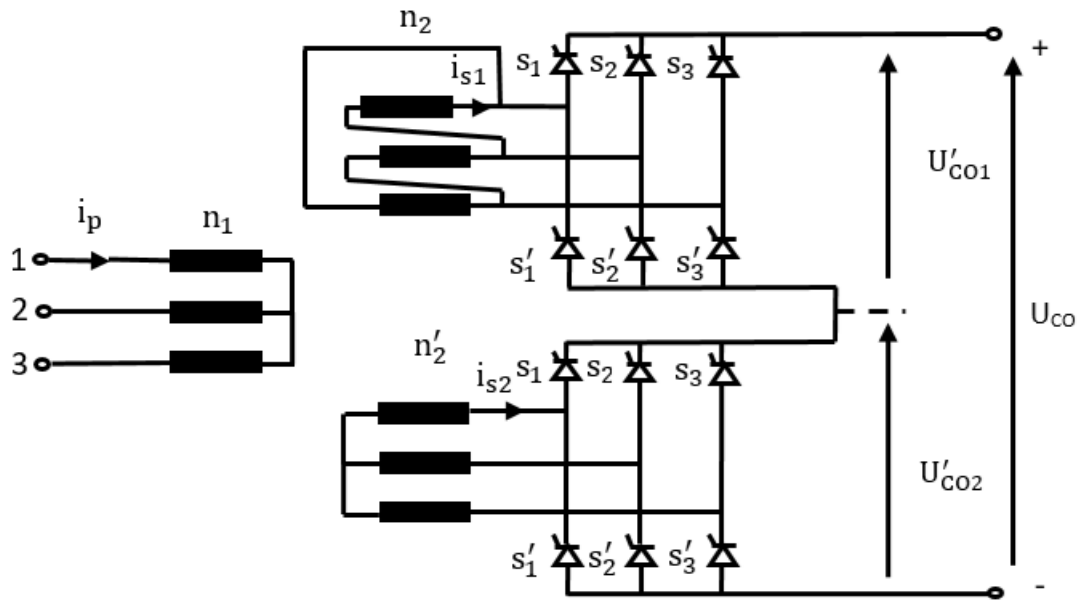 n₂
iₛ₁
s₁ s₂ s₃
+
U′CO1
iₚ
n₁
1
2
3
s′₁ s′₂ s′₃
UCO
n′₂
iₛ₂
s₁ s₂ s₃
U′CO2
s′₁ s′₂ s′₃
-